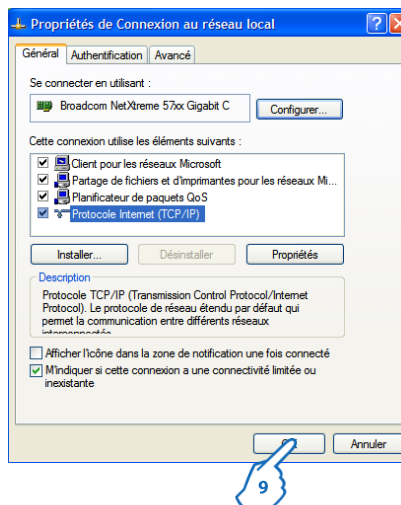 Propriétés de Connexion au réseau local
Général Authentification Avancé
Se connecter en utilisant :
Broadcom NetXtreme 57xx Gigabit C
Configurer...
Cette connexion utilise les éléments suivants :
Client pour les réseaux Microsoft
Partage de fichiers et d'imprimantes pour les réseaux Mi...
Planificateur de paquets QoS
Protocole Internet (TCP/IP)
Installer... Désinstaller Propriétés
Description
Protocole TCP/IP (Transmission Control Protocol/Internet
Protocol). Le protocole de réseau étendu par défaut qui
permet la communication entre différents réseaux
Afficher l'icône dans la zone de notification une fois connecté
M'indiquer si cette connexion a une connectivité limitée ou
inexistante
Annuler
9